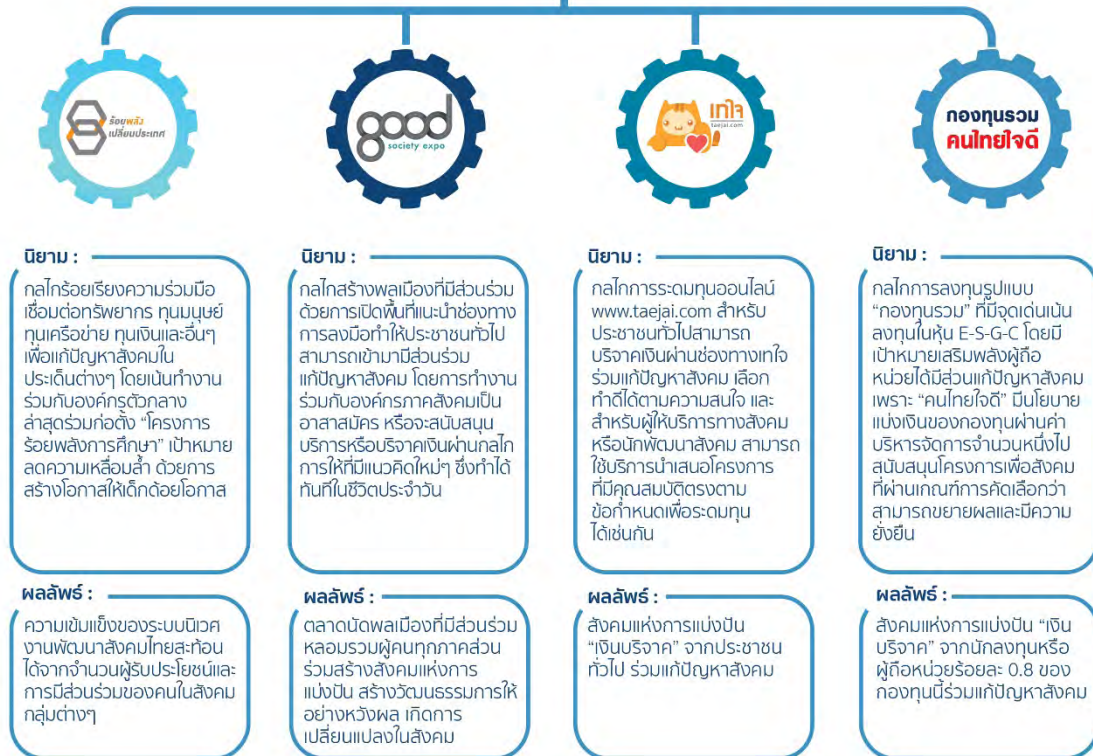 ร้อยพลัง
เปลี่ยนประเทศ
good
society expo
เทใจ
taejai.com
กองทุนรวม
คนไทยใจดี
นิยาม :
กลไกร้อยเรียงความร่วมมือ
เชื่อมต่อทรัพยากร ทุนมนุษย์
ทุนเครือข่าย ทุนเงินและอื่นๆ
เพื่อแก้ปัญหาสังคมใน
ประเด็นต่างๆ โดยเน้นทำงาน
ร่วมกับองค์กรตัวกลาง
ล่าสุดร่วมก่อตั้ง “โครงการ
ร้อยพลังการศึกษา” เป้าหมาย
ลดความเหลื่อมล้ำ ด้วยการ
สร้างโอกาสให้เด็กด้อยโอกาส
นิยาม :
กลไกสร้างพลเมืองที่มีส่วนร่วม
ด้วยการเปิดพื้นที่แนะนำช่องทาง
การลงมือทำให้ประชาชนทั่วไป
สามารถเข้ามามีส่วนร่วม
แก้ปัญหาสังคม โดยการทำงาน
ร่วมกับองค์กรภาคสังคมเป็น
อาสาสมัคร หรือจะสนับสนุน
บริการหรือบริจาคเงินผ่านกลไก
การให้ที่มีแนวคิดใหม่ๆ ซึ่งทำได้
ทันทีในชีวิตประจำวัน
นิยาม :
กลไกการระดมทุนออนไลน์
www.taejai.com สำหรับ
ประชาชนทั่วไปสามารถ
บริจาคเงินผ่านช่องทางเทใจ
ร่วมแก้ปัญหาสังคม เลือก
ทำดีได้ตามความสนใจ และ
สำหรับผู้ให้บริการทางสังคม
หรือนักพัฒนาสังคม สามารถ
ใช้บริการนำเสนอโครงการ
ที่มีคุณสมบัติตรงตาม
ข้อกำหนดเพื่อระดมทุน
ได้เช่นกัน
นิยาม :
กลไกการลงทุนรูปแบบ
“กองทุนรวม” ที่มีจุดเด่นเน้น
ลงทุนในหุ้น E-S-G-C โดยมี
เป้าหมายเสริมพลังผู้ถือ
หน่วยได้มีส่วนแก้ปัญหาสังคม
เพราะ “คนไทยใจดี” มีนโยบาย
แบ่งเงินของกองทุนผ่านค่า
บริหารจัดการจำนวนหนึ่งไป
สนับสนุนโครงการเพื่อสังคม
ที่ผ่านเกณฑ์การคัดเลือกว่า
สามารถขยายผลและมีความ
ยั่งยืน
ผลลัพธ์ :
ความเข้มแข็งของระบบนิเวศ
งานพัฒนาสังคมไทยสะท้อน
ได้จากจำนวนผู้รับประโยชน์และ
การมีส่วนร่วมของคนในสังคม
กลุ่มต่างๆ
ผลลัพธ์ :
ตลาดนัดพลเมืองที่มีส่วนร่วม
หลอมรวมผู้คนทุกภาคส่วน
ร่วมสร้างสังคมแห่งการ
แบ่งปัน สร้างวัฒนธรรมการให้
อย่างหวังผล เกิดการ
เปลี่ยนแปลงในสังคม
ผลลัพธ์ :
สังคมแห่งการแบ่งปัน
“เงินบริจาค” จากประชาชน
ทั่วไป ร่วมแก้ปัญหาสังคม
ผลลัพธ์ :
สังคมแห่งการแบ่งปัน “เงิน
บริจาค” จากนักลงทุนหรือ
ผู้ถือหน่วยร้อยละ 0.8 ของ
กองทุนนี้ร่วมแก้ปัญหาสังคม